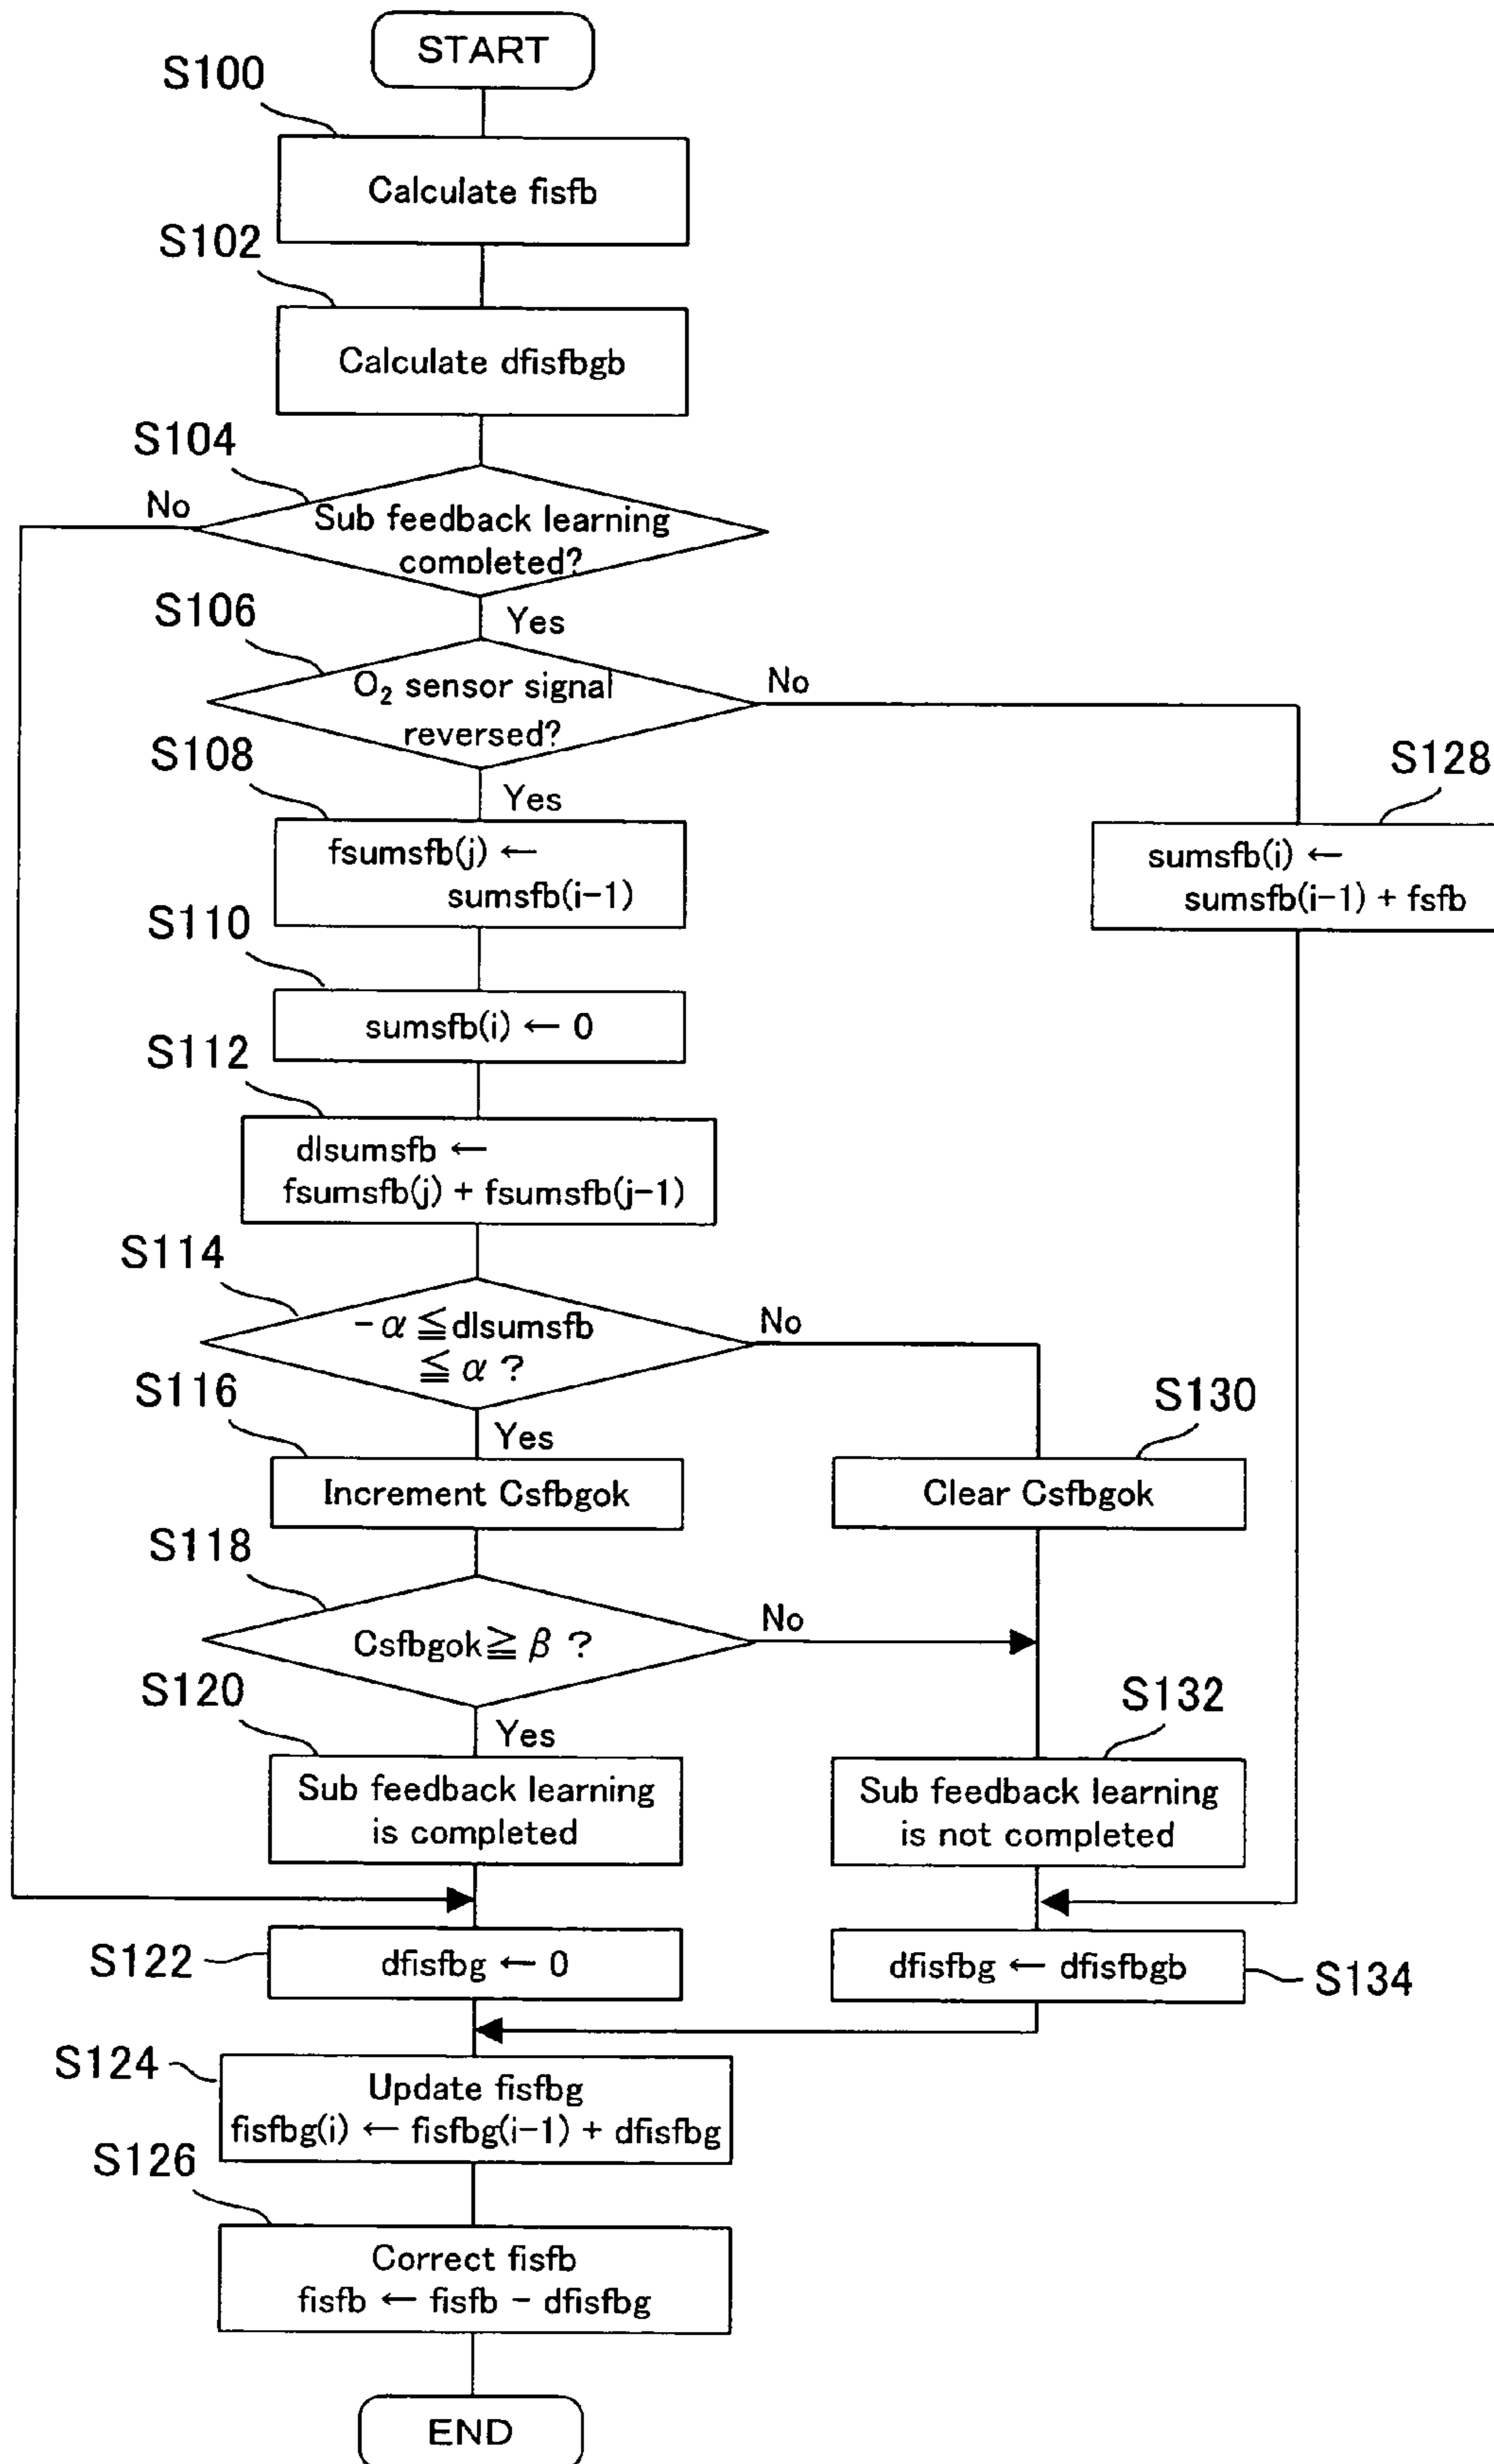 START
S100
Calculate fisfb
S102
Calculate dfisfbgb
S104
No
Sub feedback learning
completed?
S106
Yes
O₂ sensor signal
reversed?
No
S108
Yes
S128
fsumsfb(j) ←
sumsfb(i-1)
sumsfb(i) ←
sumsfb(i-1) + fsfb
S110
sumsfb(i) ← 0
S112
dlsumsfb ←
fsumsfb(j) + fsumsfb(j-1)
S114
-α ≦ dlsumsfb
≦ α ?
No
S116
Yes
S130
Increment Csfbgok
Clear Csfbgok
S118
Csfbgok ≧ β ?
No
S120
Yes
S132
Sub feedback learning
is completed
Sub feedback learning
is not completed
S122
dfisfbg ← 0
dfisfbg ← dfisfbgb
S134
S124
Update fisfbg
fisfbg(i) ← fisfbg(i-1) + dfisfbg
S126
Correct fisfb
fisfb ← fisfb - dfisfbg
END